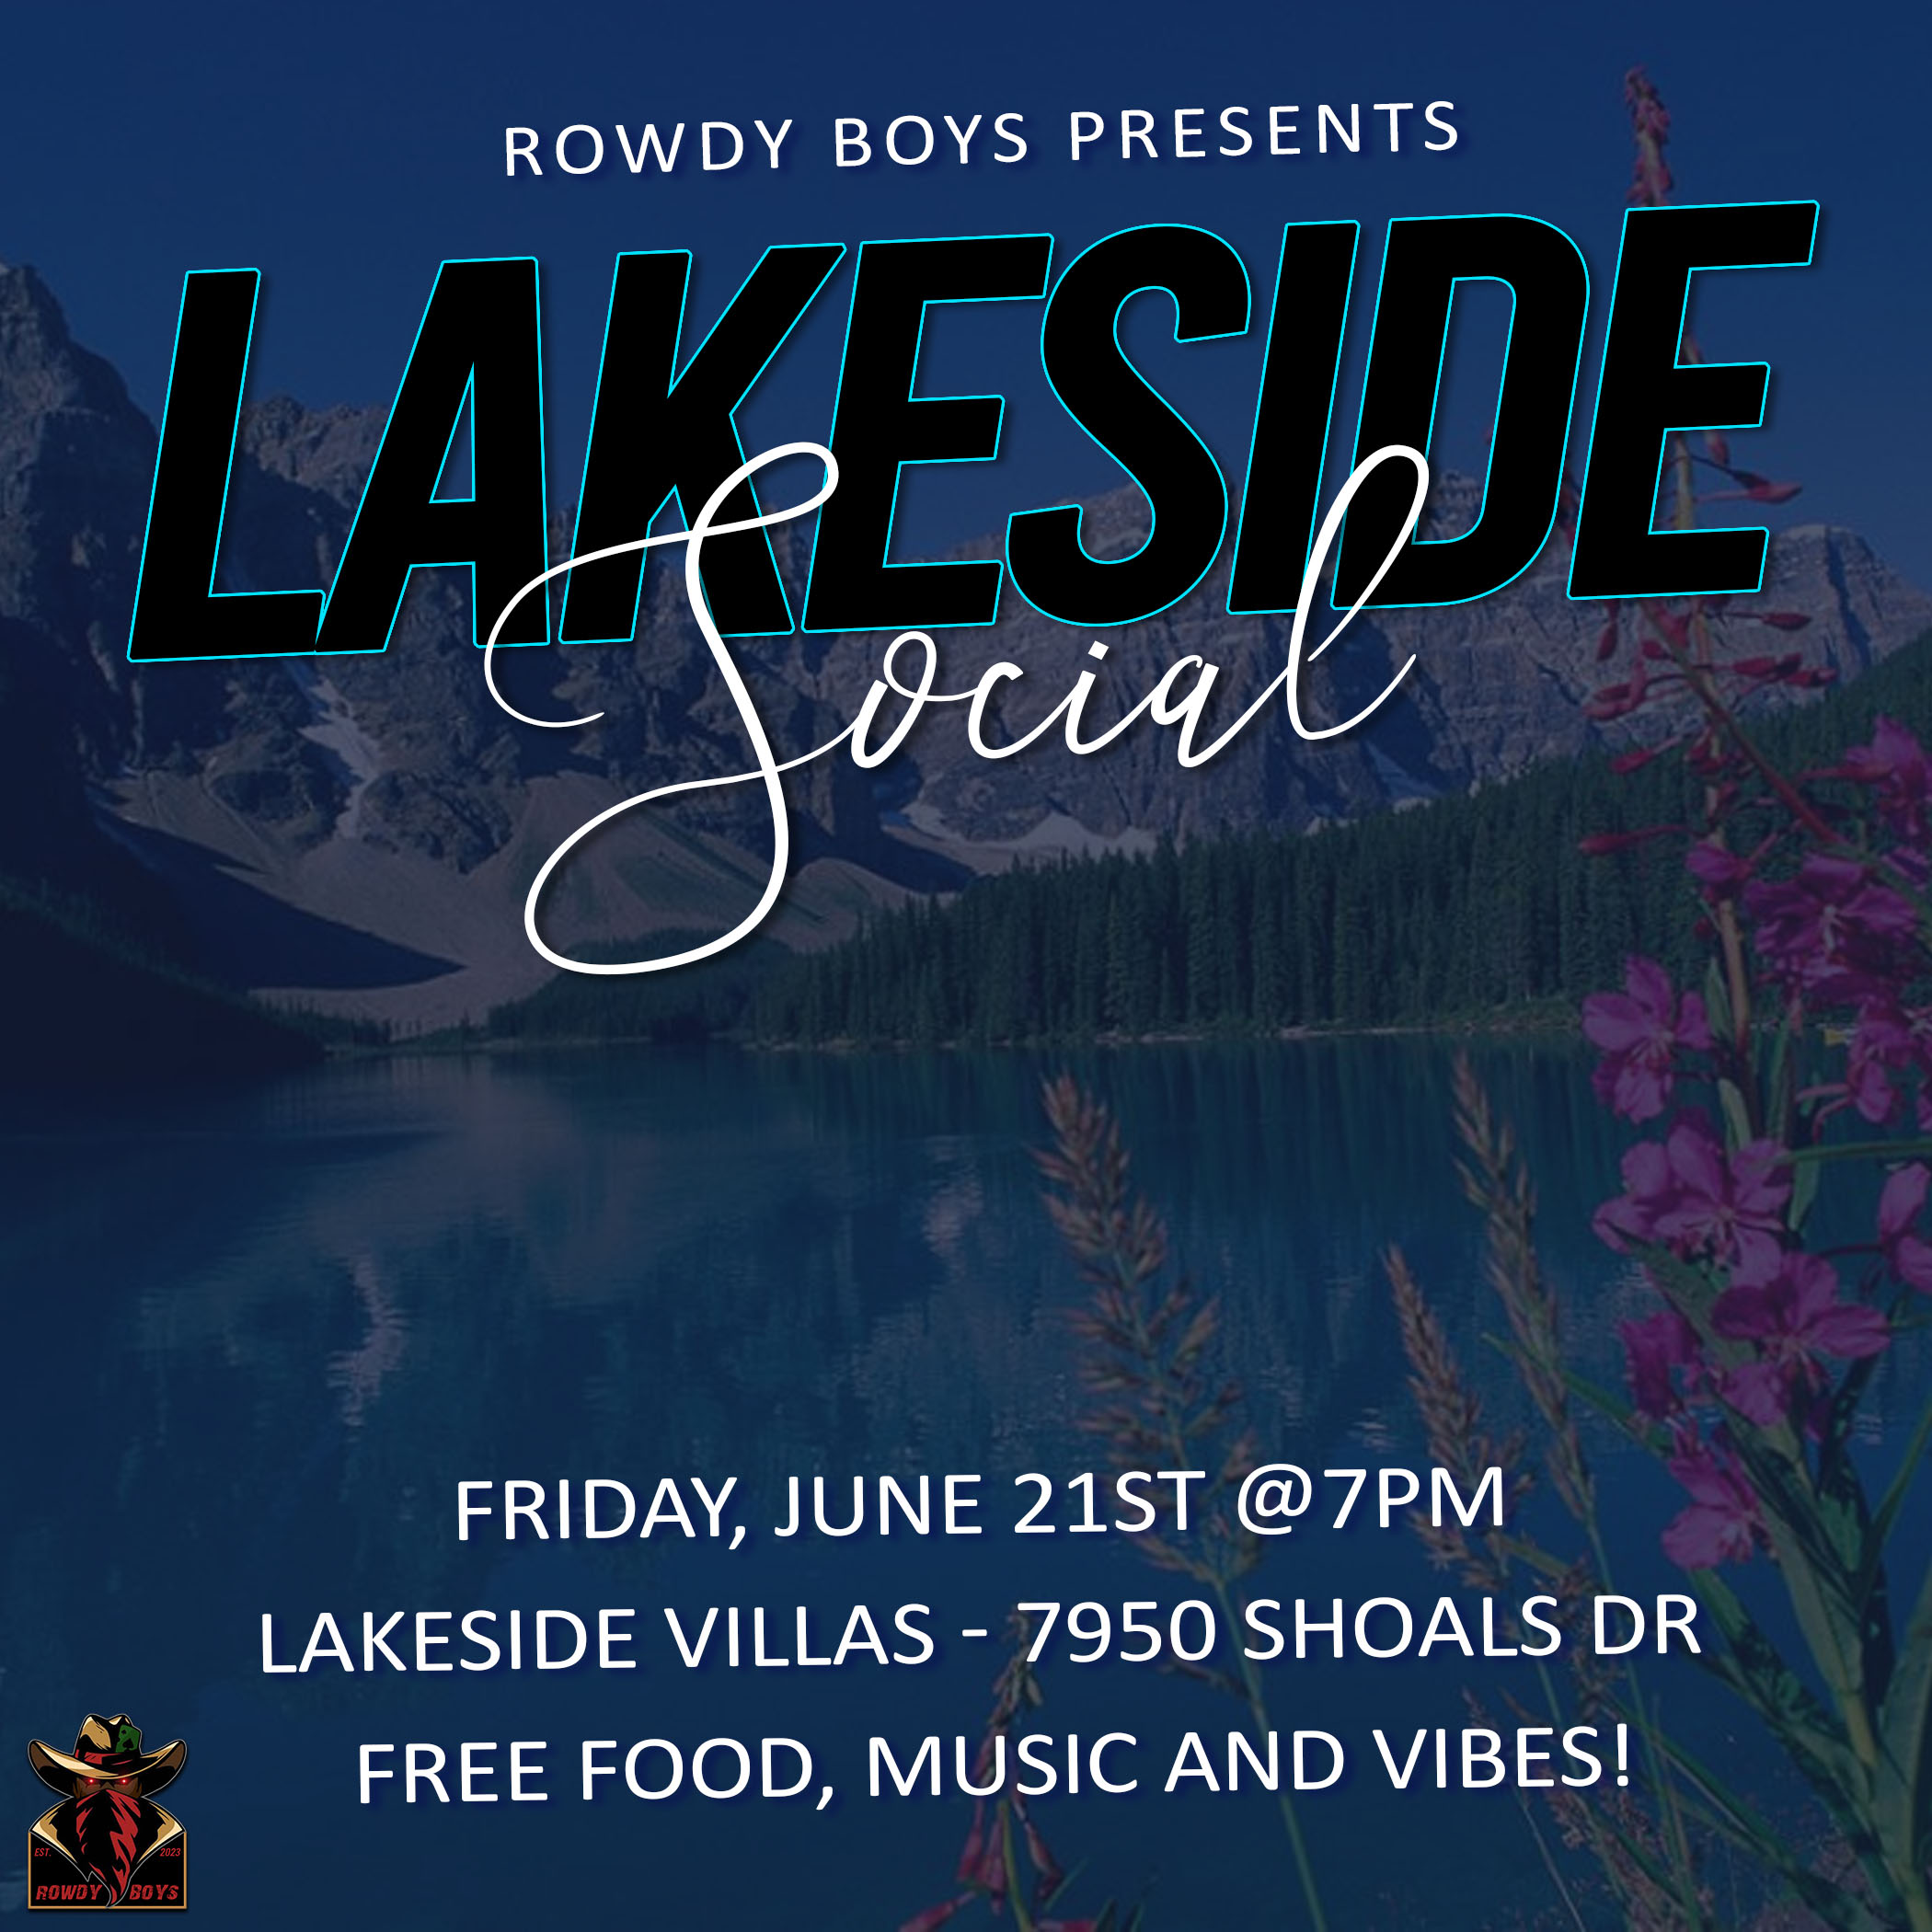 ROWDY BOYS PRESENTS
LAKESIDE
Social
FRIDAY, JUNE 21ST @7PM
LAKESIDE VILLAS - 7950 SHOALS DR
FREE FOOD, MUSIC AND VIBES!
EST. 2023
ROWDY BOYS